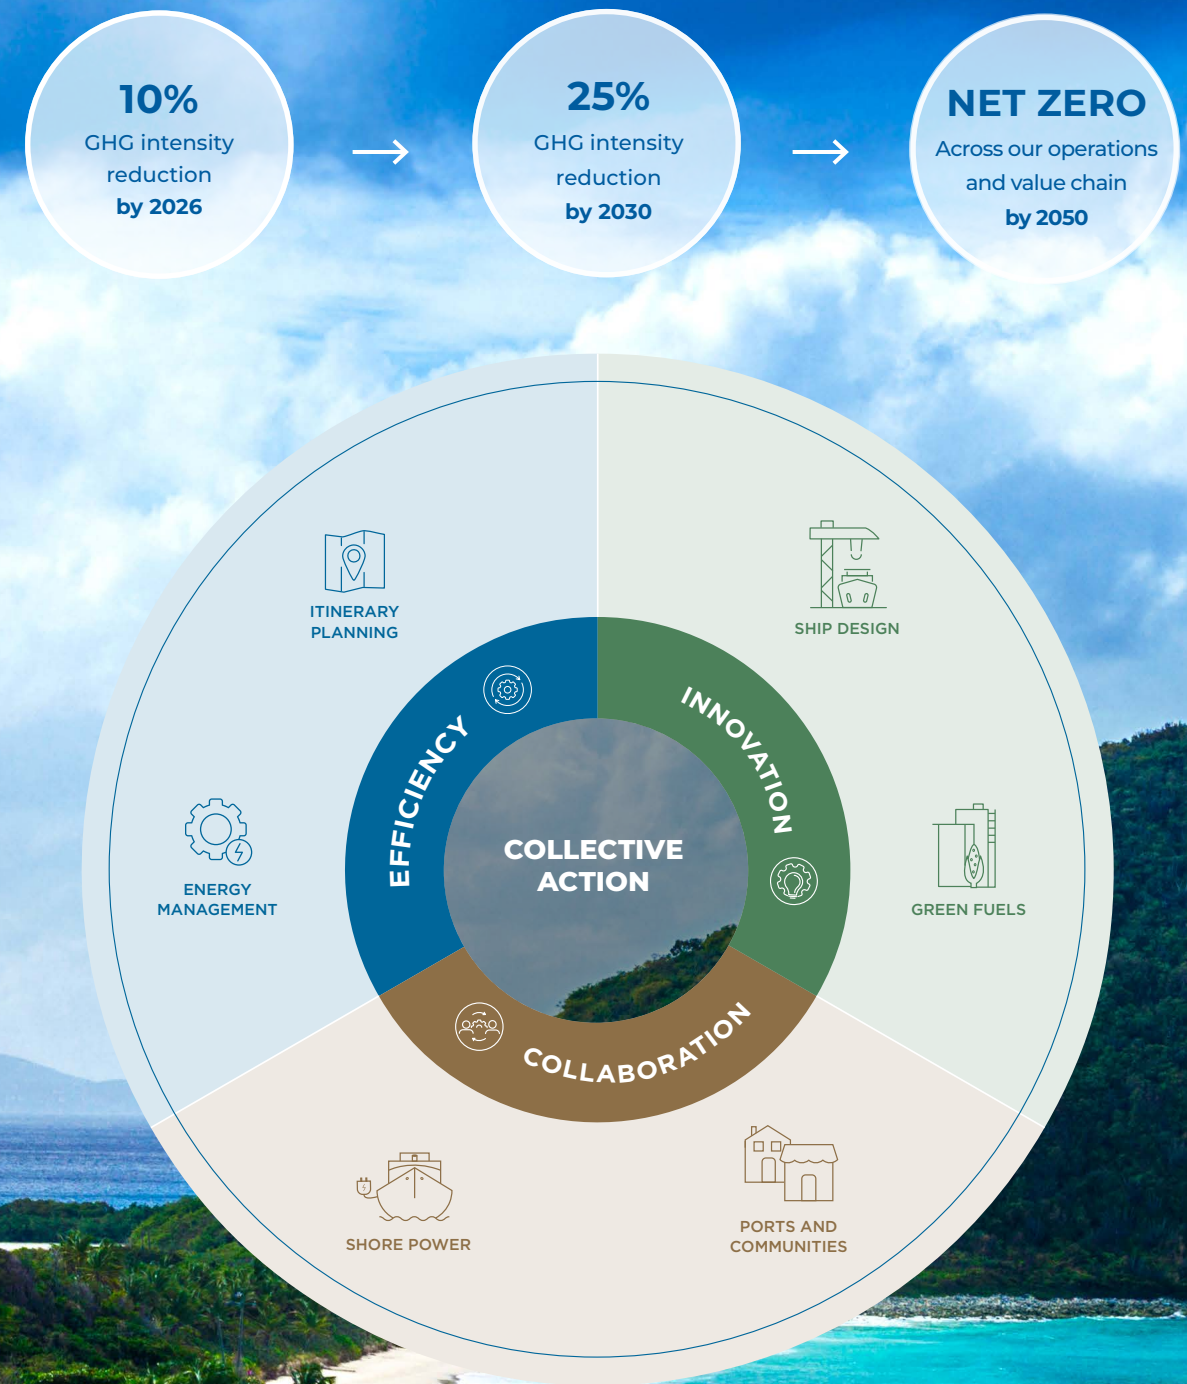 10%
GHG intensity
reduction
by 2026
25%
GHG intensity
reduction
by 2030
NET ZERO
Across our operations
and value chain
by 2050
ITINERARY
PLANNING
SHIP DESIGN
EFFICIENCY
INNOVATION
COLLECTIVE
ACTION
ENERGY
MANAGEMENT
GREEN FUELS
COLLABORATION
SHORE POWER
PORTS AND
COMMUNITIES